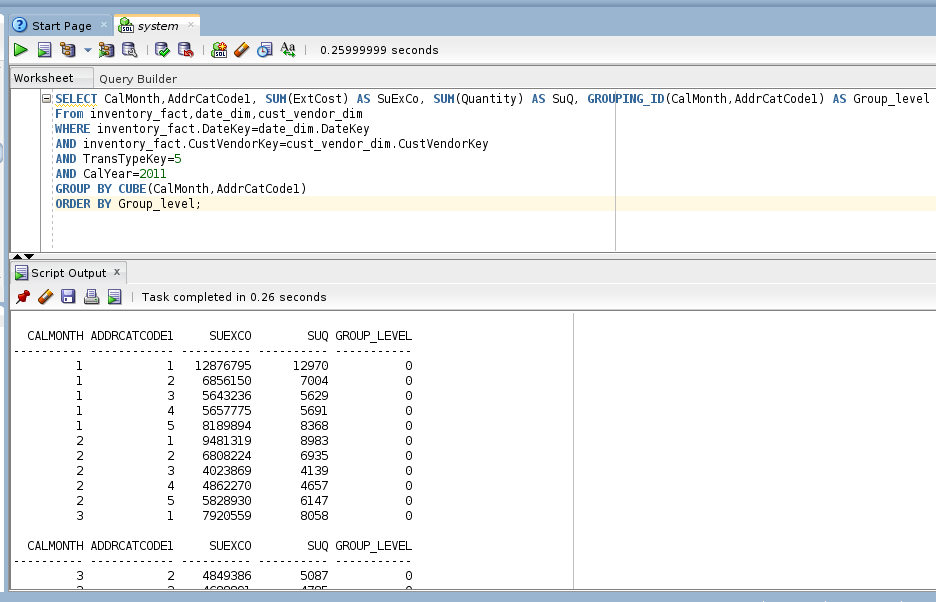 Start Page
system
0.25999999 seconds
Worksheet Query Builder
SELECT CalMonth,AddrCatCode1, SUM(ExtCost) AS SuExCo, SUM(Quantity) AS SuQ, GROUPING_ID(CalMonth,AddrCatCode1) AS Group_level
From inventory_fact,date_dim,cust_vendor_dim
WHERE inventory_fact.DateKey=date_dim.DateKey
AND inventory_fact.CustVendorKey=cust_vendor_dim.CustVendorKey
AND TransTypeKey=5
AND CalYear=2011
GROUP BY CUBE(CalMonth,AddrCatCode1)
ORDER BY Group_level;
Script Output x
Task completed in 0.26 seconds
CALMONTH ADDRCATCODE1 SUEXCO SUQ GROUP_LEVEL
---------- ------------ ---------- ---------- -----------
1 1 12876795 12970 0
1 2 6856150 7004 0
1 3 5643236 5629 0
1 4 5657775 5691 0
1 5 8189894 8368 0
2 1 9481319 8983 0
2 2 6808224 6935 0
2 3 4023869 4139 0
2 4 4862270 4657 0
2 5 5828930 6147 0
3 1 7920559 8058 0
CALMONTH ADDRCATCODE1 SUEXCO SUQ GROUP_LEVEL
---------- ------------ ---------- ---------- -----------
3 2 4849386 5087 0